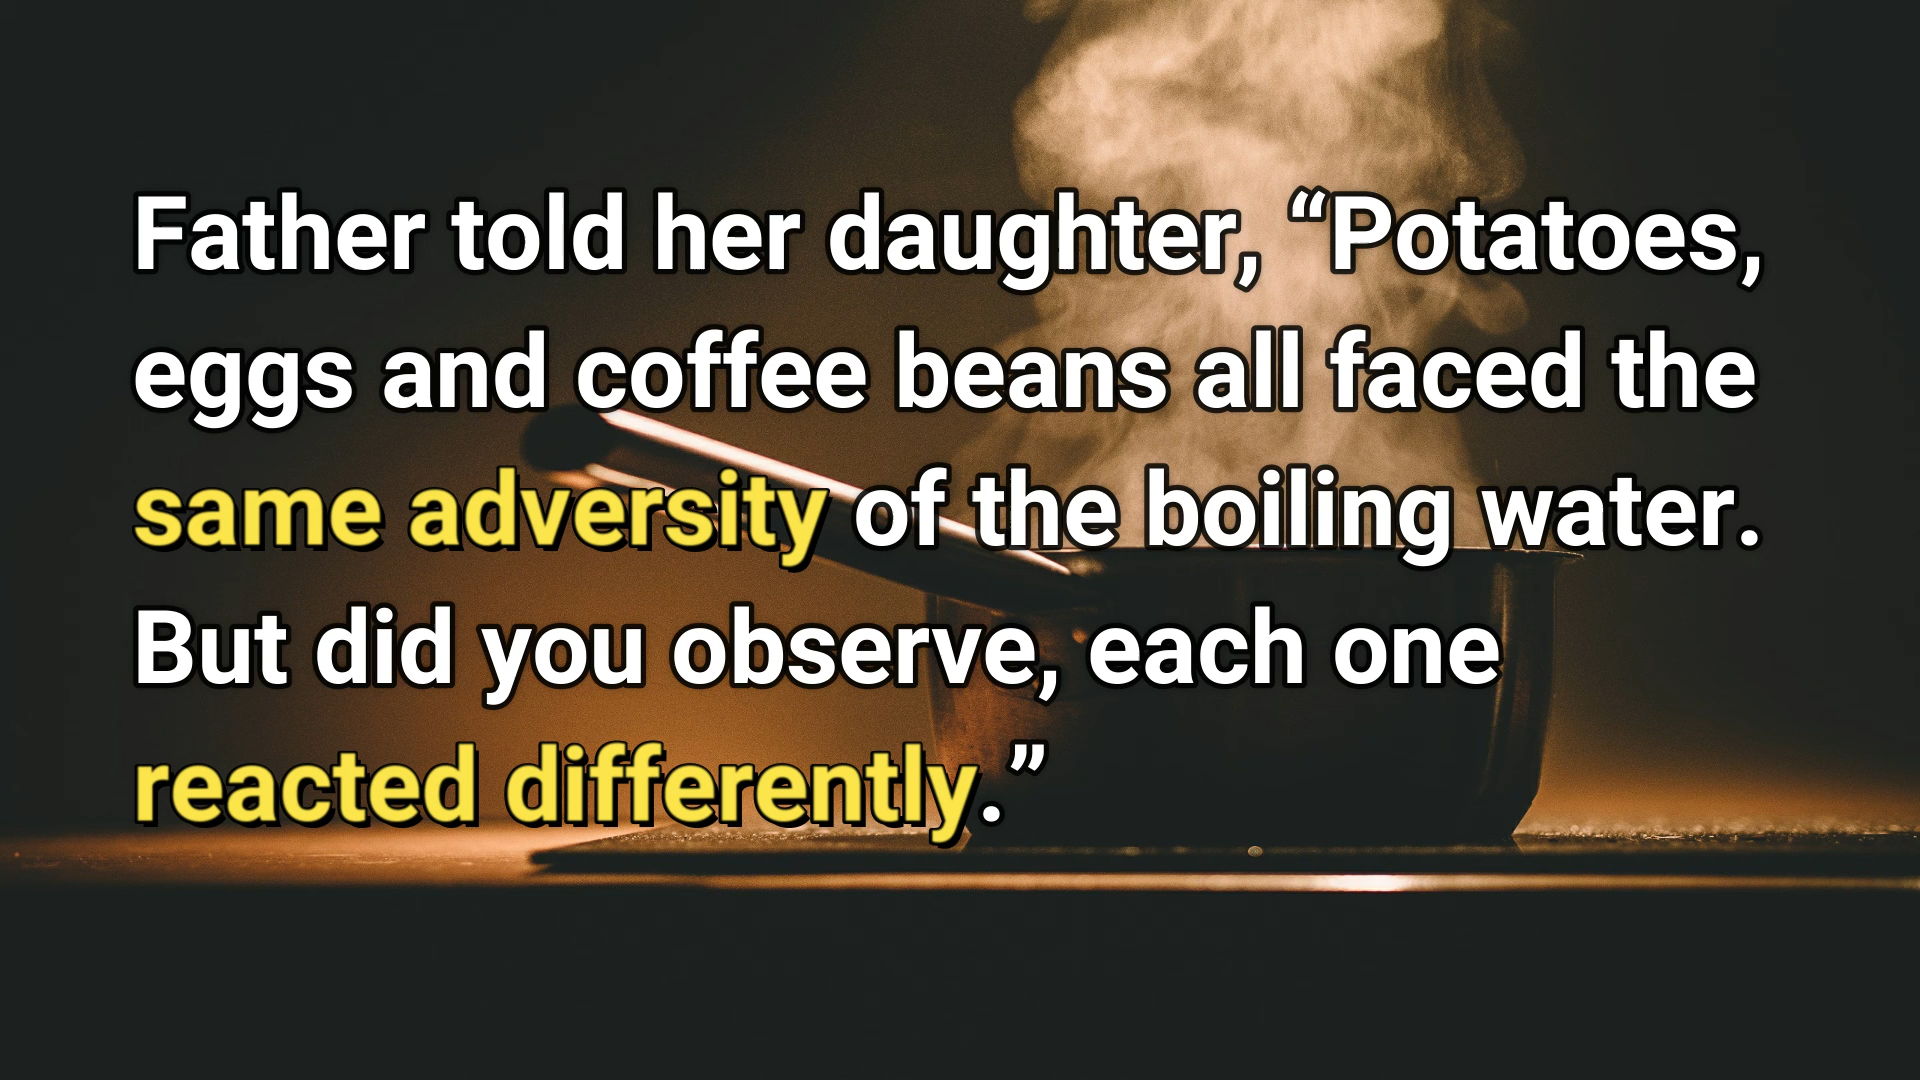 Father told her daughter, “Potatoes,
eggs and coffee beans all faced the
same adversity of the boiling water.
But did you observe, each one
reacted differently.”